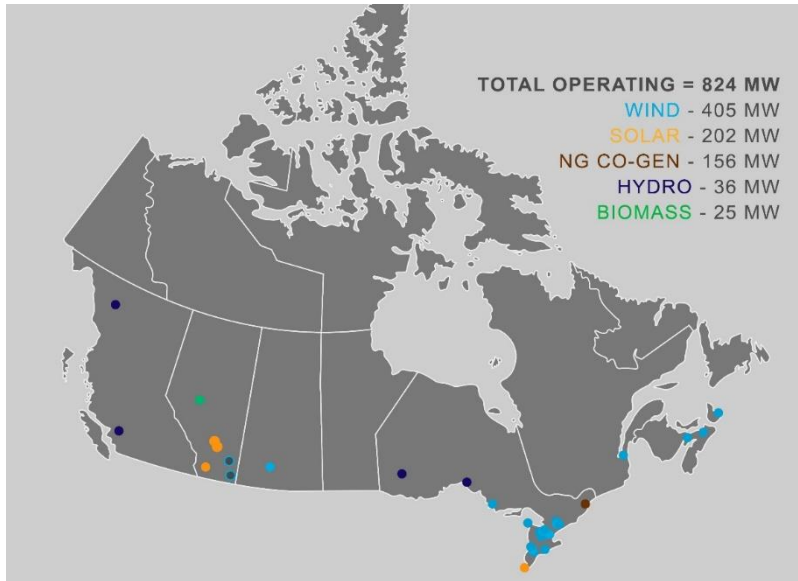 TOTAL OPERATING = 824 MW
WIND - 405 MW
SOLAR - 202 MW
NG CO-GEN - 156 MW
HYDRO - 36 MW
BIOMASS - 25 MW